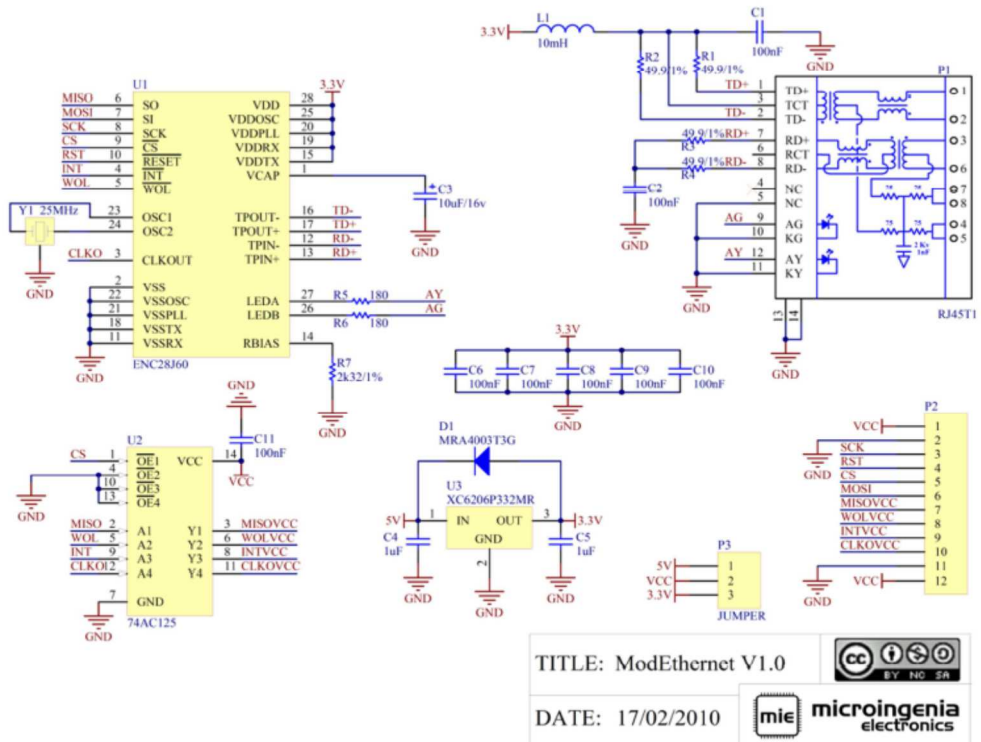 L1
3.3V
10mH
C1
100nF
GND
R2
49.9/1%
R1
49.9/1%
P1
TD+ 1 TD+
3 TCT
TD- 2 TD-
49.9/1% RD+ 7 RD+
R3
6 RCT
49.9/1% RD- 8 RD-
R4
4 NC
5 NC
AG 9 AG
10 KG
AY 12 AY
11 KY
C2
100nF
GND
GND
13
14
GND
1
2
3
6
7
8
4
5
75 75
75 75
2 Kv
1nF
RJ45T1
U1
MISO 6 SO
MOSI 7 SI
SCK 8 SCK
CS 9 CS
RST 10 RESET
INT 4 INT
WOL 5 WOL
Y1 25MHz
23 OSC1
24 OSC2
GND
CLKO 3 CLKOUT
2 VSS
22 VSSOSC
21 VSSPLL
18 VSSTX
11 VSSRX
GND
3.3V
VDD 28
VDDOSC 25
VDDPLL 20
VDDRX 19
VDDTX 15
VCAP 1
C3
10uF/16v
GND
TPOUT- 16 TD-
TPOUT+ 17 TD+
TPIN- 12 RD-
TPIN+ 13 RD+
LEDA 27 R5 180 AY
LEDB 26 R6 180 AG
RBIAS 14
R7
2k32/1%
GND
ENC28J60
3.3V
C6 100nF
C7 100nF
C8 100nF
C9 100nF
C10 100nF
GND
GND
C11
100nF
VCC
U2
CS 1 OE1
4 OE2
10 OE3
13 OE4
VCC 14
GND
MISO 2 A1
WOL 5 A2
INT 9 A3
CLKO 12 A4
Y1 3 MISOVCC
Y2 6 WOLVCC
Y3 8 INTVCC
Y4 11 CLKOVCC
7 GND
GND
74AC125
D1
MRA4003T3G
U3
XC6206P332MR
5V 1 IN OUT 3 3.3V
GND
2
C4
1uF
C5
1uF
GND
GND
GND
P3
5V 1
VCC 2
3.3V 3
JUMPER
P2
VCC 1
2
GND
SCK 3
RST 4
CS 5
MOSI 6
MISOVCC 7
WOLVCC 8
INTVCC 9
CLKOVCC 10
11
GND
VCC 12
TITLE: ModEthernet V1.0
cc
BY NC SA
DATE: 17/02/2010
mie
microingenia
electronics